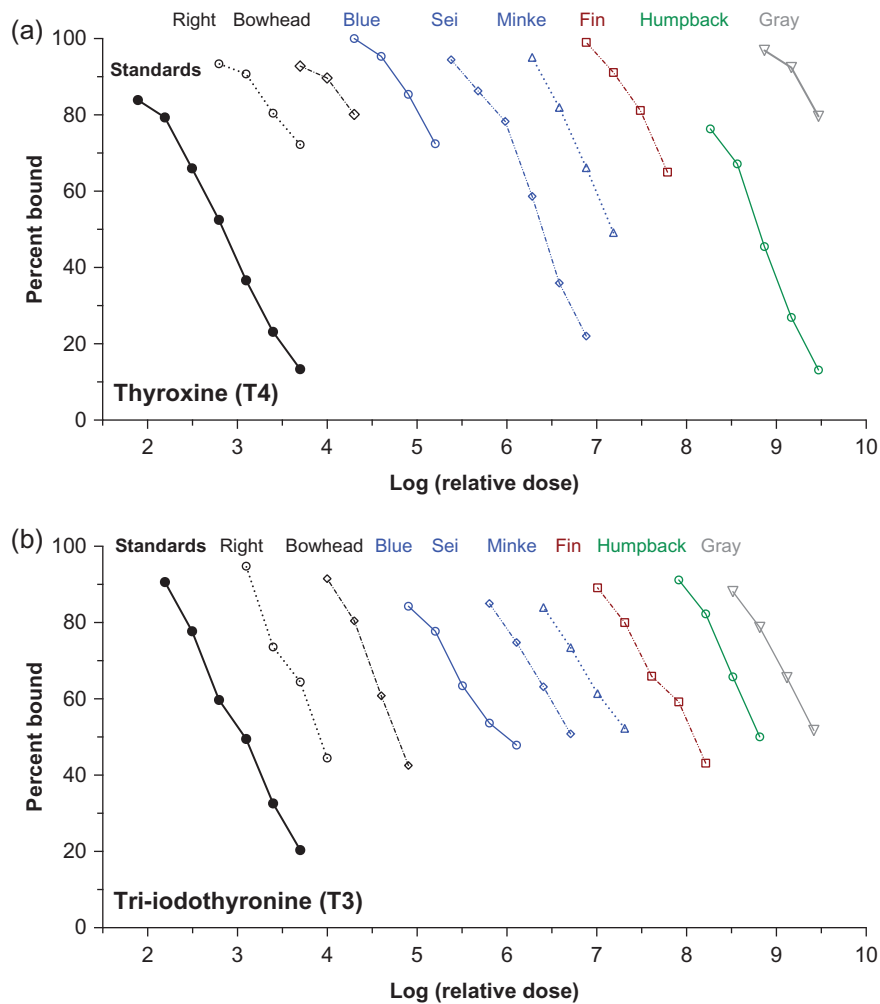 (a)
Right Bowhead Blue Sei Minke Fin Humpback Gray
Standards
100
80
60
40
20
0
Percent bound
Thyroxine (T4)
2 3 4 5 6 7 8 9 10
Log (relative dose)
(b)
Standards Right Bowhead Blue Sei Minke Fin Humpback Gray
100
80
60
40
20
0
Percent bound
Tri-iodothyronine (T3)
2 3 4 5 6 7 8 9 10
Log (relative dose)